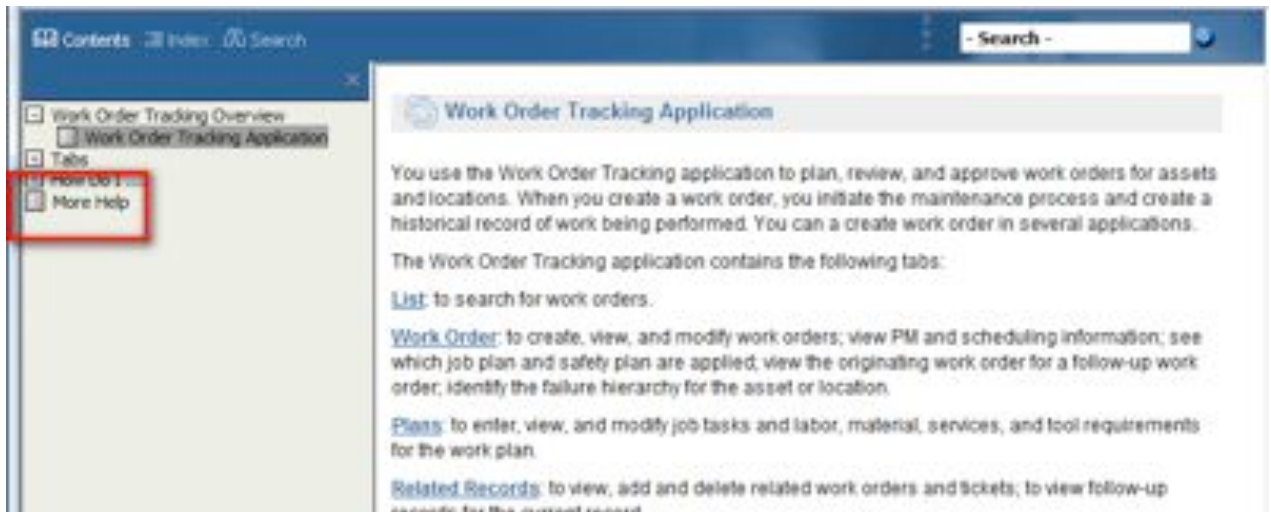 Contents Index Search
- Search -
Work Order Tracking Overview
Work Order Tracking Application
Tabs
How Do I ...
More Help
Work Order Tracking Application
You use the Work Order Tracking application to plan, review, and approve work orders for assets
and locations. When you create a work order, you initiate the maintenance process and create a
historical record of work being performed. You can a create work order in several applications.
The Work Order Tracking application contains the following tabs:
List: to search for work orders.
Work Order: to create, view, and modify work orders; view PM and scheduling information; see
which job plan and safety plan are applied; view the originating work order for a follow-up work
order; identify the failure hierarchy for the asset or location.
Plans: to enter, view, and modify job tasks and labor, material, services, and tool requirements
for the work plan.
Related Records: to view, add and delete related work orders and tickets; to view follow-up
records for the current record.